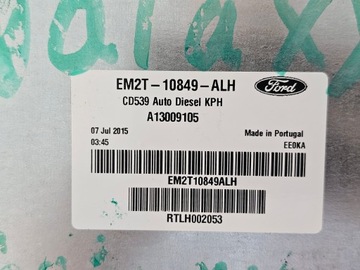 EM2T-10849-ALH
Ford
CD539 Auto Diesel KPH
A13009105
07 Jul 2015
03:45
Made in Portugal
EE0KA
EM2T10849ALH
RTLH002053